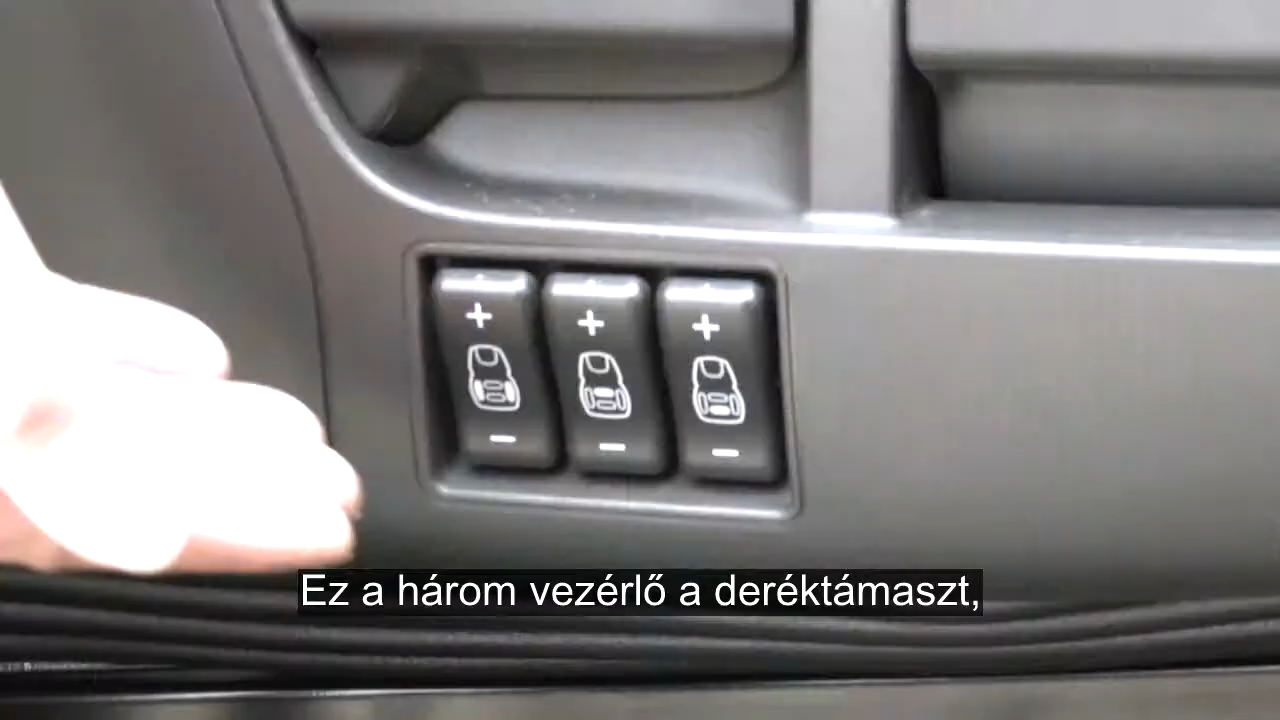 + + +
- - -
Ez a három vezérlő a deréktámaszt,